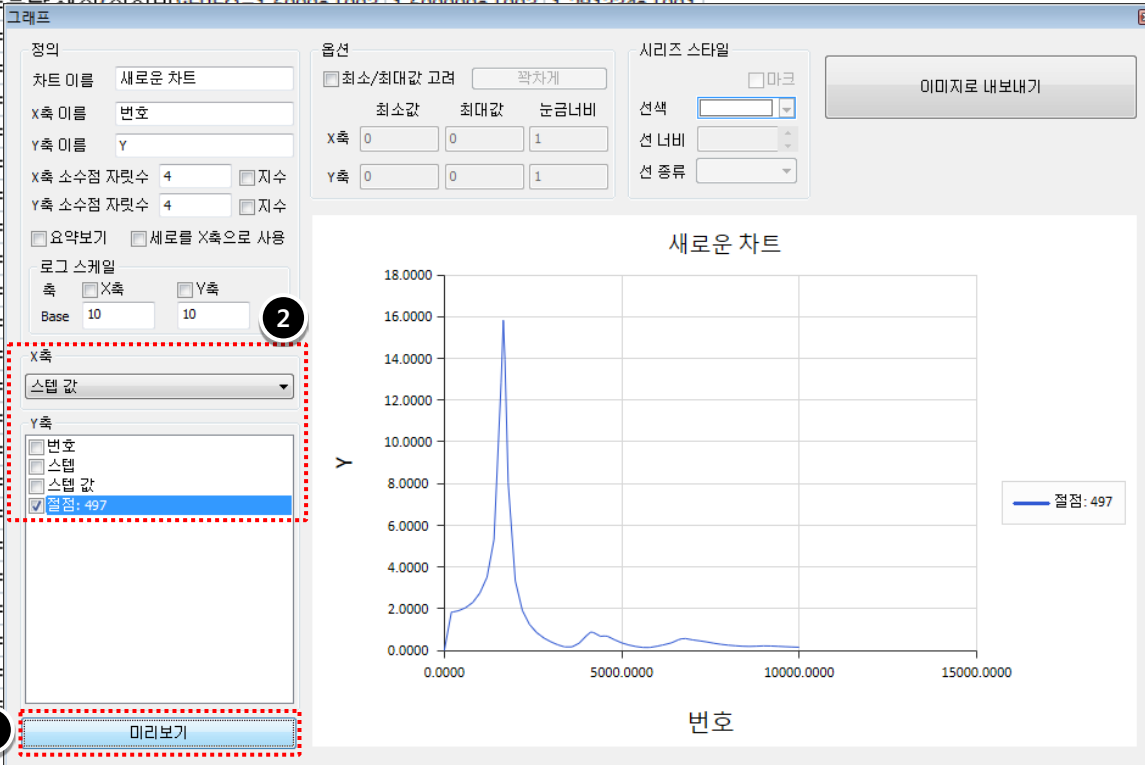 그래프
정의
차트 이름 새로운 차트
X축 이름 번호
Y축 이름 Y
X축 소수점 자릿수 4 지수
Y축 소수점 자릿수 4 지수
요약보기 세로를 X축으로 사용
로그 스케일
축 X축 Y축
Base 10 10
2
X축
스텝 값
Y축
번호
스텝
스텝 값
절점: 497
미리보기
옵션
최소/최대값 고려 꽉차게
최소값 최대값 눈금너비
X축 0 0 1
Y축 0 0 1
시리즈 스타일
마크
선색
선 너비
선 종류
이미지로 내보내기
새로운 차트
18.0000
16.0000
14.0000
12.0000
10.0000
8.0000
6.0000
4.0000
2.0000
0.0000
Y
0.0000 5000.0000 10000.0000 15000.0000
번호
절점: 497